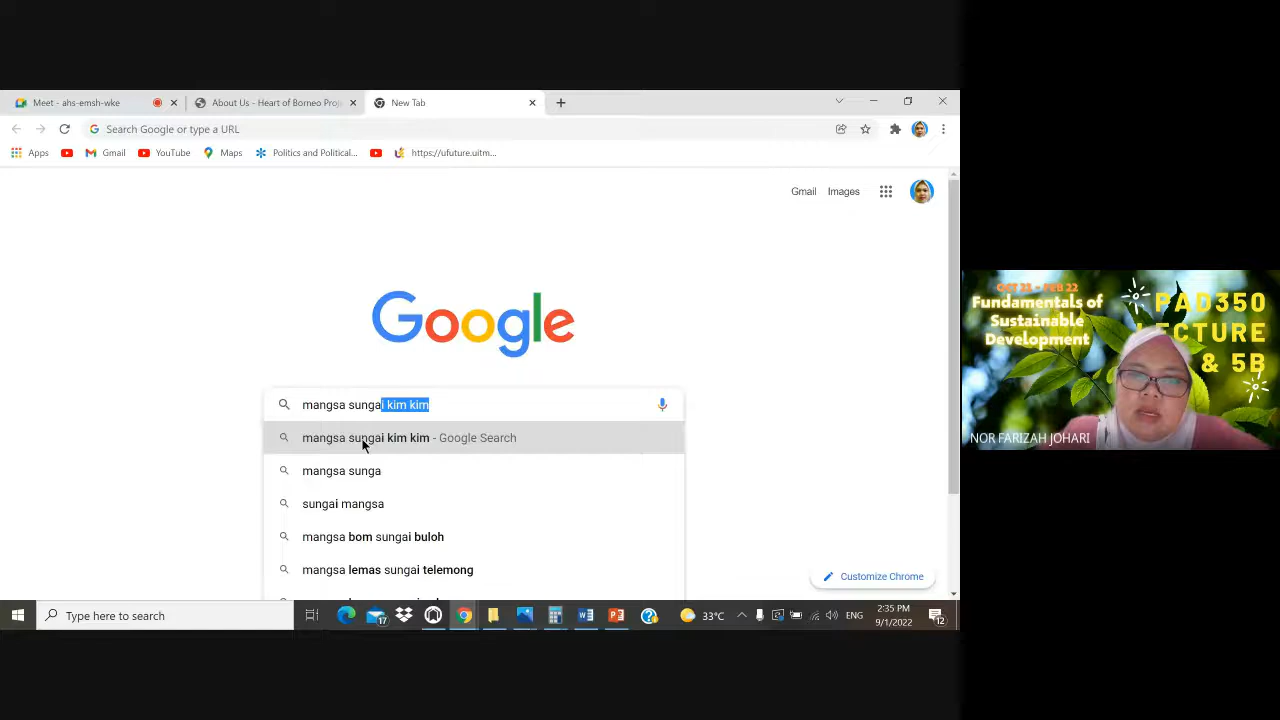 Meet - ahs-emsh-wke
About Us - Heart of Borneo Proj
New Tab
Search Google or type a URL
Apps
Gmail
YouTube
Maps
Politics and Political...
https://ufuture.uitm...
Gmail
Images
Google
mangsa sungai kim kim
mangsa sungai kim kim - Google Search
mangsa sunga
sungai mangsa
mangsa bom sungai buloh
mangsa lemas sungai telemong
Customize Chrome
Type here to search
17
33°C
ENG
2:35 PM
9/1/2022
12
Fundamentals of
Sustainable
Development
PAD350
LECTURE
& 5B
NOR FARIZAH JOHARI